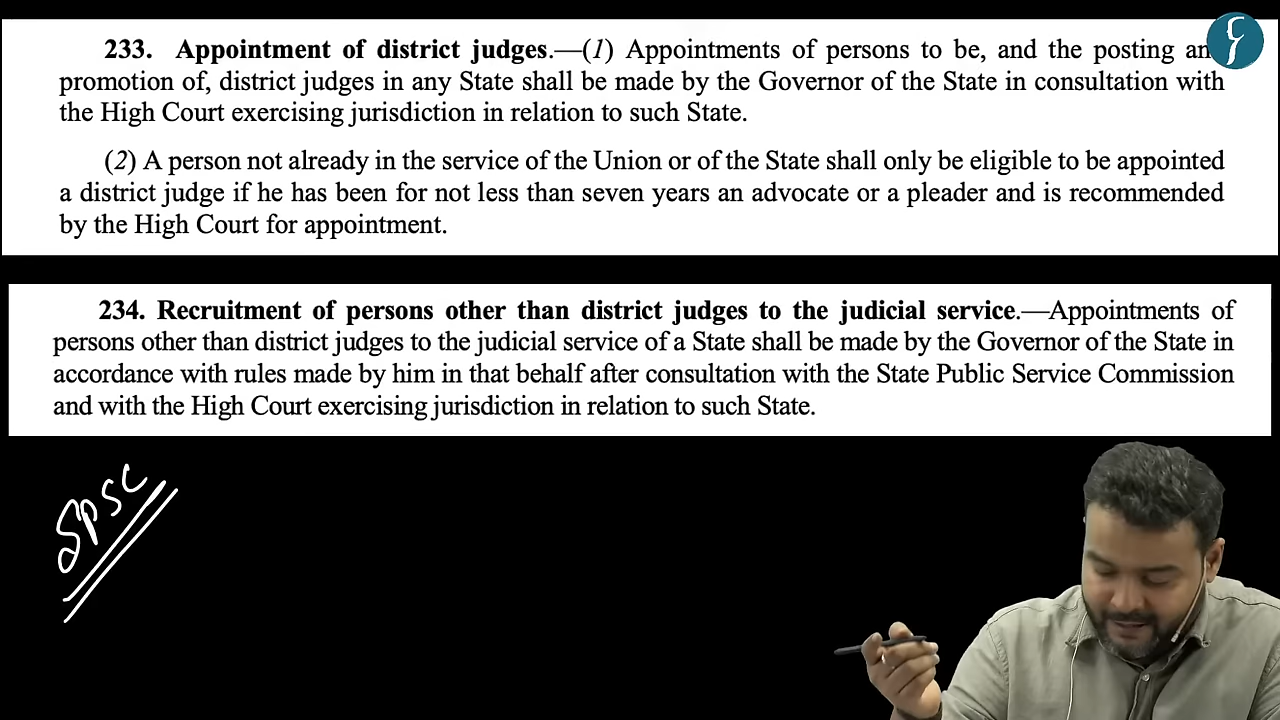 233. Appointment of district judges.—(1) Appointments of persons to be, and the posting an
promotion of, district judges in any State shall be made by the Governor of the State in consultation with
the High Court exercising jurisdiction in relation to such State.
(2) A person not already in the service of the Union or of the State shall only be eligible to be appointed
a district judge if he has been for not less than seven years an advocate or a pleader and is recommended
by the High Court for appointment.
234. Recruitment of persons other than district judges to the judicial service.—Appointments of
persons other than district judges to the judicial service of a State shall be made by the Governor of the State in
accordance with rules made by him in that behalf after consultation with the State Public Service Commission
and with the High Court exercising jurisdiction in relation to such State.
SPSC